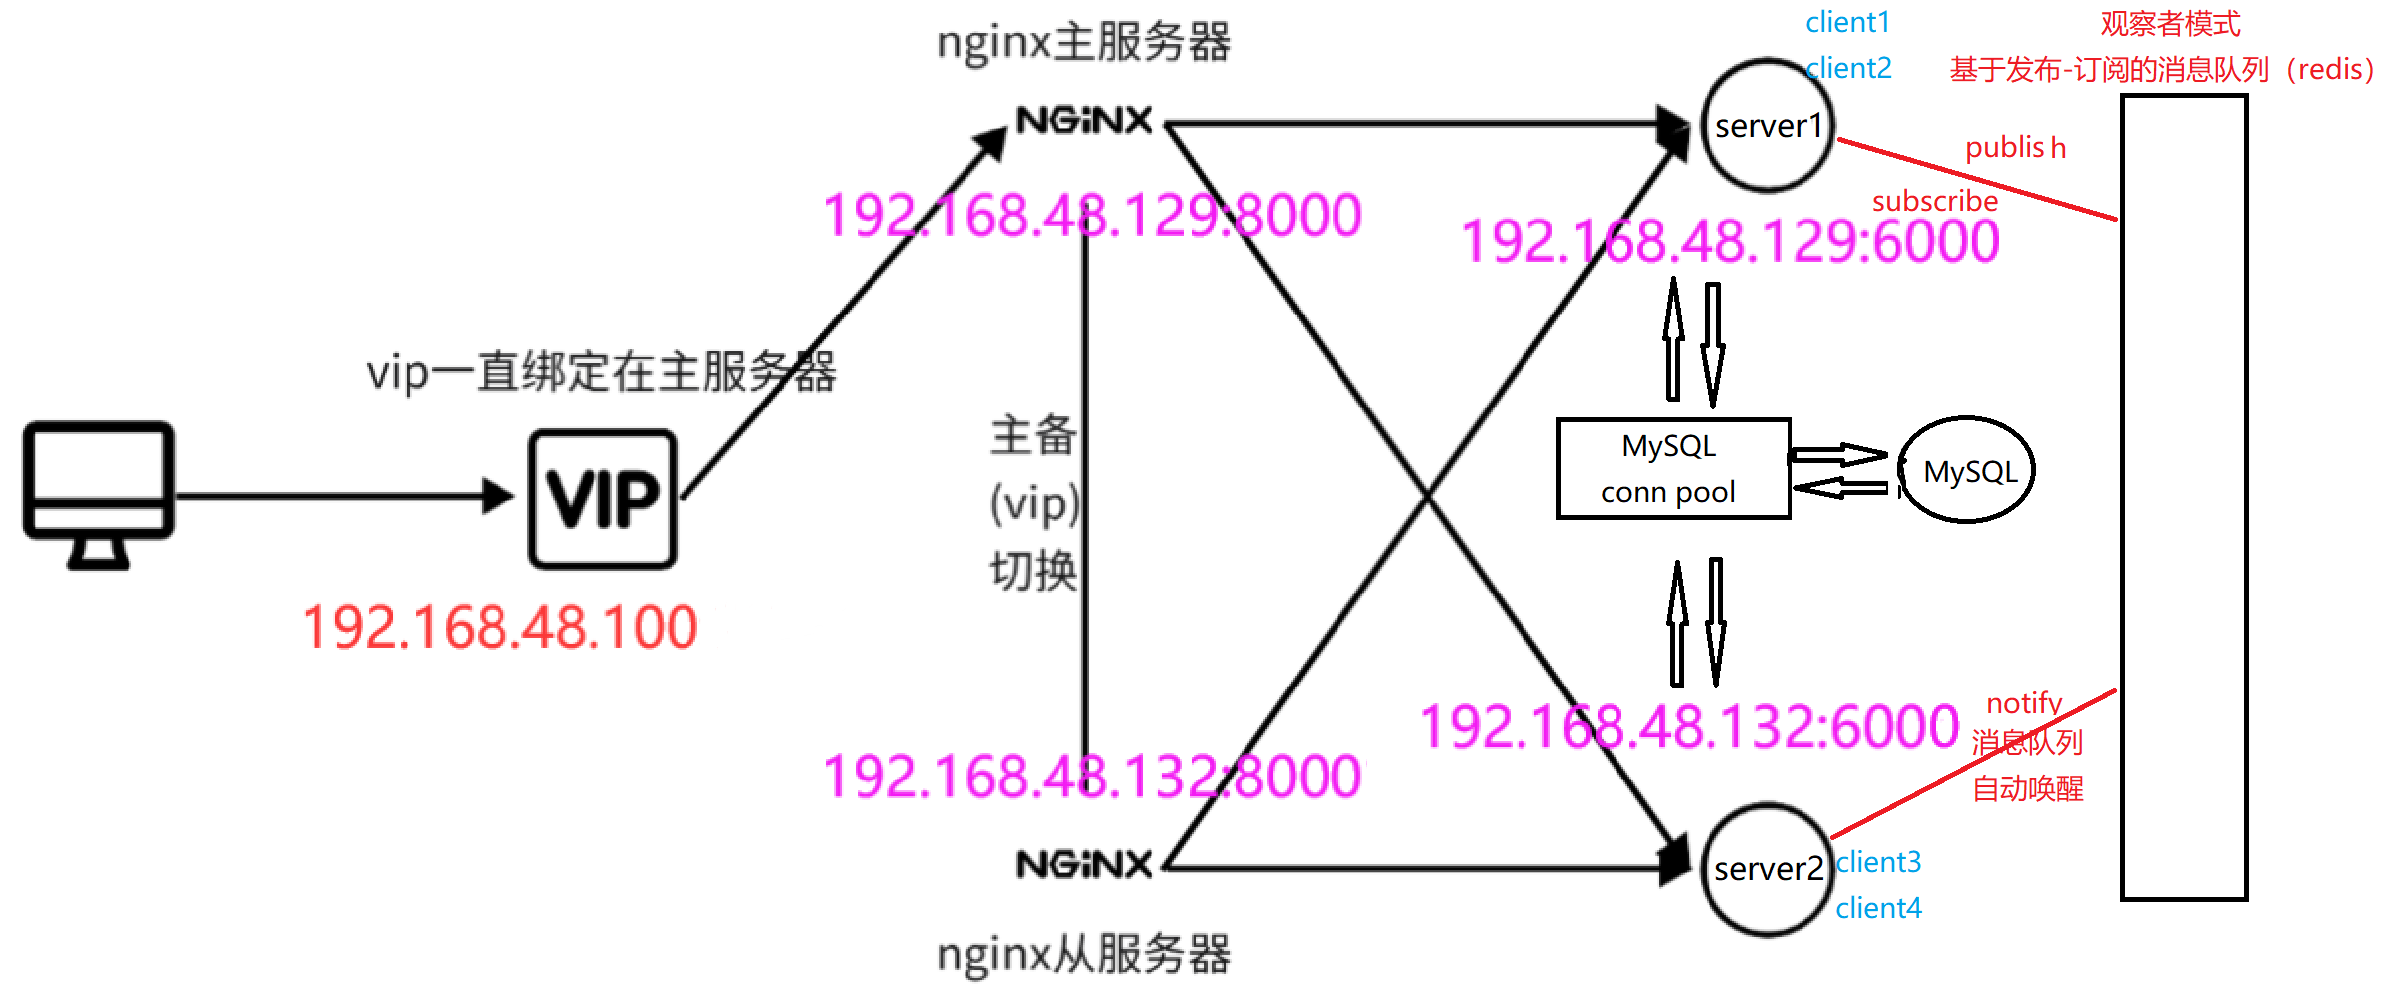 nginx主服务器
NGiNX
192.168.48.129:8000
vip一直绑定在主服务器
VIP
192.168.48.100
主备
(vip)
切换
192.168.48.132:8000
NGiNX
nginx从服务器
client1
client2
server1
192.168.48.129:6000
MySQL
conn pool
MySQL
192.168.48.132:6000
server2
client3
client4
观察者模式
基于发布-订阅的消息队列（redis）
publis h
subscribe
notify
消息队列
自动唤醒